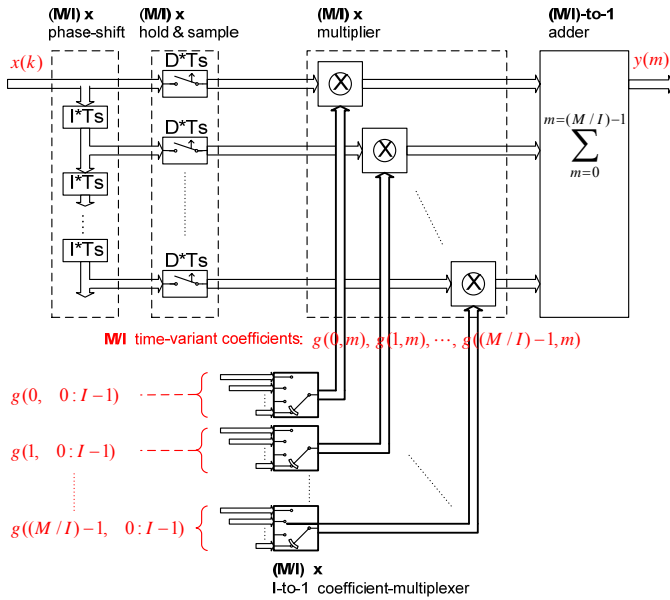 (M/I) x
phase-shift
(M/I) x
hold & sample
(M/I) x
multiplier
(M/I)-to-1
adder
x(k)
D*Ts
X
y(m)
I*Ts
D*Ts
X
m=(M/I)−1
∑
m=0
I*Ts
I*Ts
D*Ts
X
M/I time-variant coefficients: g(0,m), g(1,m), ⋯, g((M/I)−1,m)
g(0, 0:I−1)
g(1, 0:I−1)
g((M/I)−1, 0:I−1)
(M/I) x
I-to-1 coefficient-multiplexer